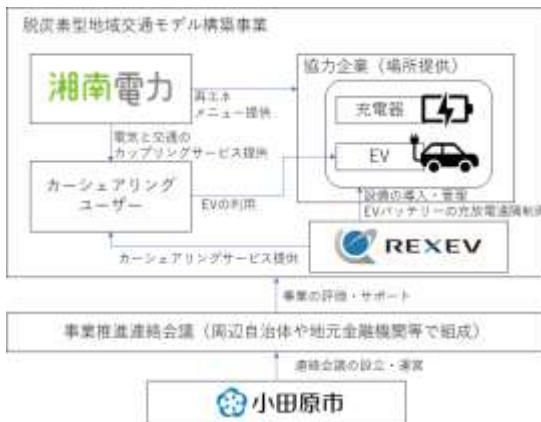 脱炭素型地域交通モデル構築事業
湘南電力
再エネ
メニュー提供
協力企業（場所提供）
充電器
EV
電気と交通の
カップリングサービス提供
カーシェアリング
ユーザー
EVの利用
設備の導入・管理
EVバッテリーの充放電遠隔制御
カーシェアリングサービス提供
REXEV
事業の評価・サポート
事業推進連絡会議（周辺自治体や地元金融機関等で組成）
連絡会議の設立・運営
小田原市